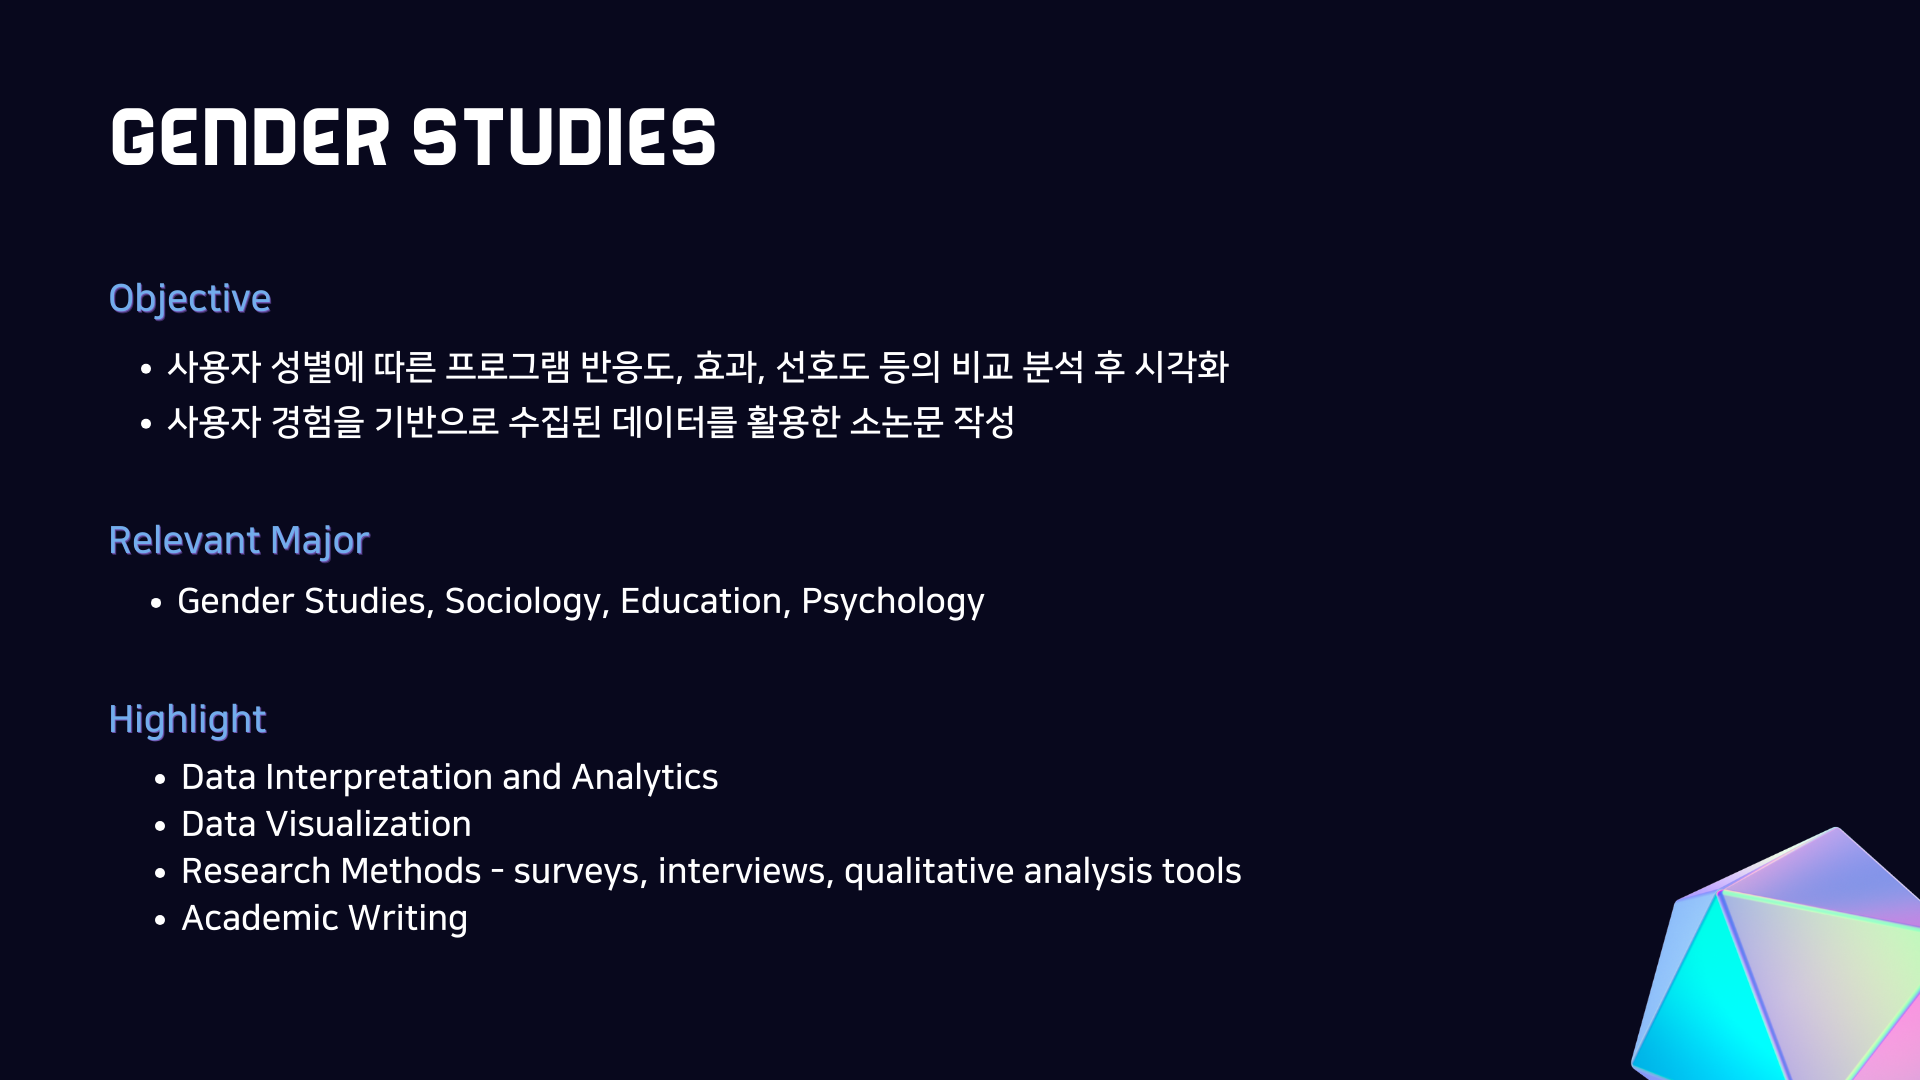 GENDER STUDIES
Objective
• 사용자 성별에 따른 프로그램 반응도, 효과, 선호도 등의 비교 분석 후 시각화
• 사용자 경험을 기반으로 수집된 데이터를 활용한 소논문 작성
Relevant Major
• Gender Studies, Sociology, Education, Psychology
Highlight
• Data Interpretation and Analytics
• Data Visualization
• Research Methods - surveys, interviews, qualitative analysis tools
• Academic Writing